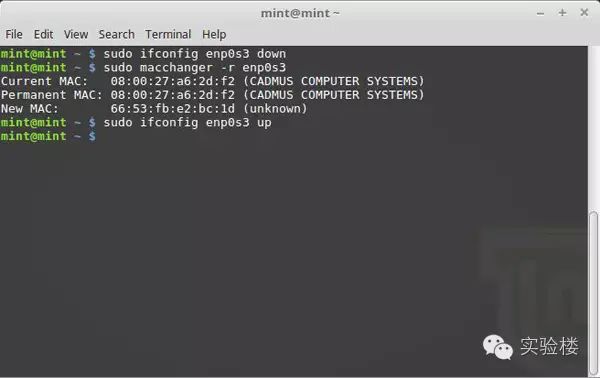 mint@mint ~
File Edit View Search Terminal Help
mint@mint ~ $ sudo ifconfig enp0s3 down
mint@mint ~ $ sudo macchanger -r enp0s3
Current MAC:   08:00:27:a6:2d:f2 (CADMUS COMPUTER SYSTEMS)
Permanent MAC: 08:00:27:a6:2d:f2 (CADMUS COMPUTER SYSTEMS)
New MAC:       66:53:fb:e2:bc:1d (unknown)
mint@mint ~ $ sudo ifconfig enp0s3 up
mint@mint ~ $
实验楼